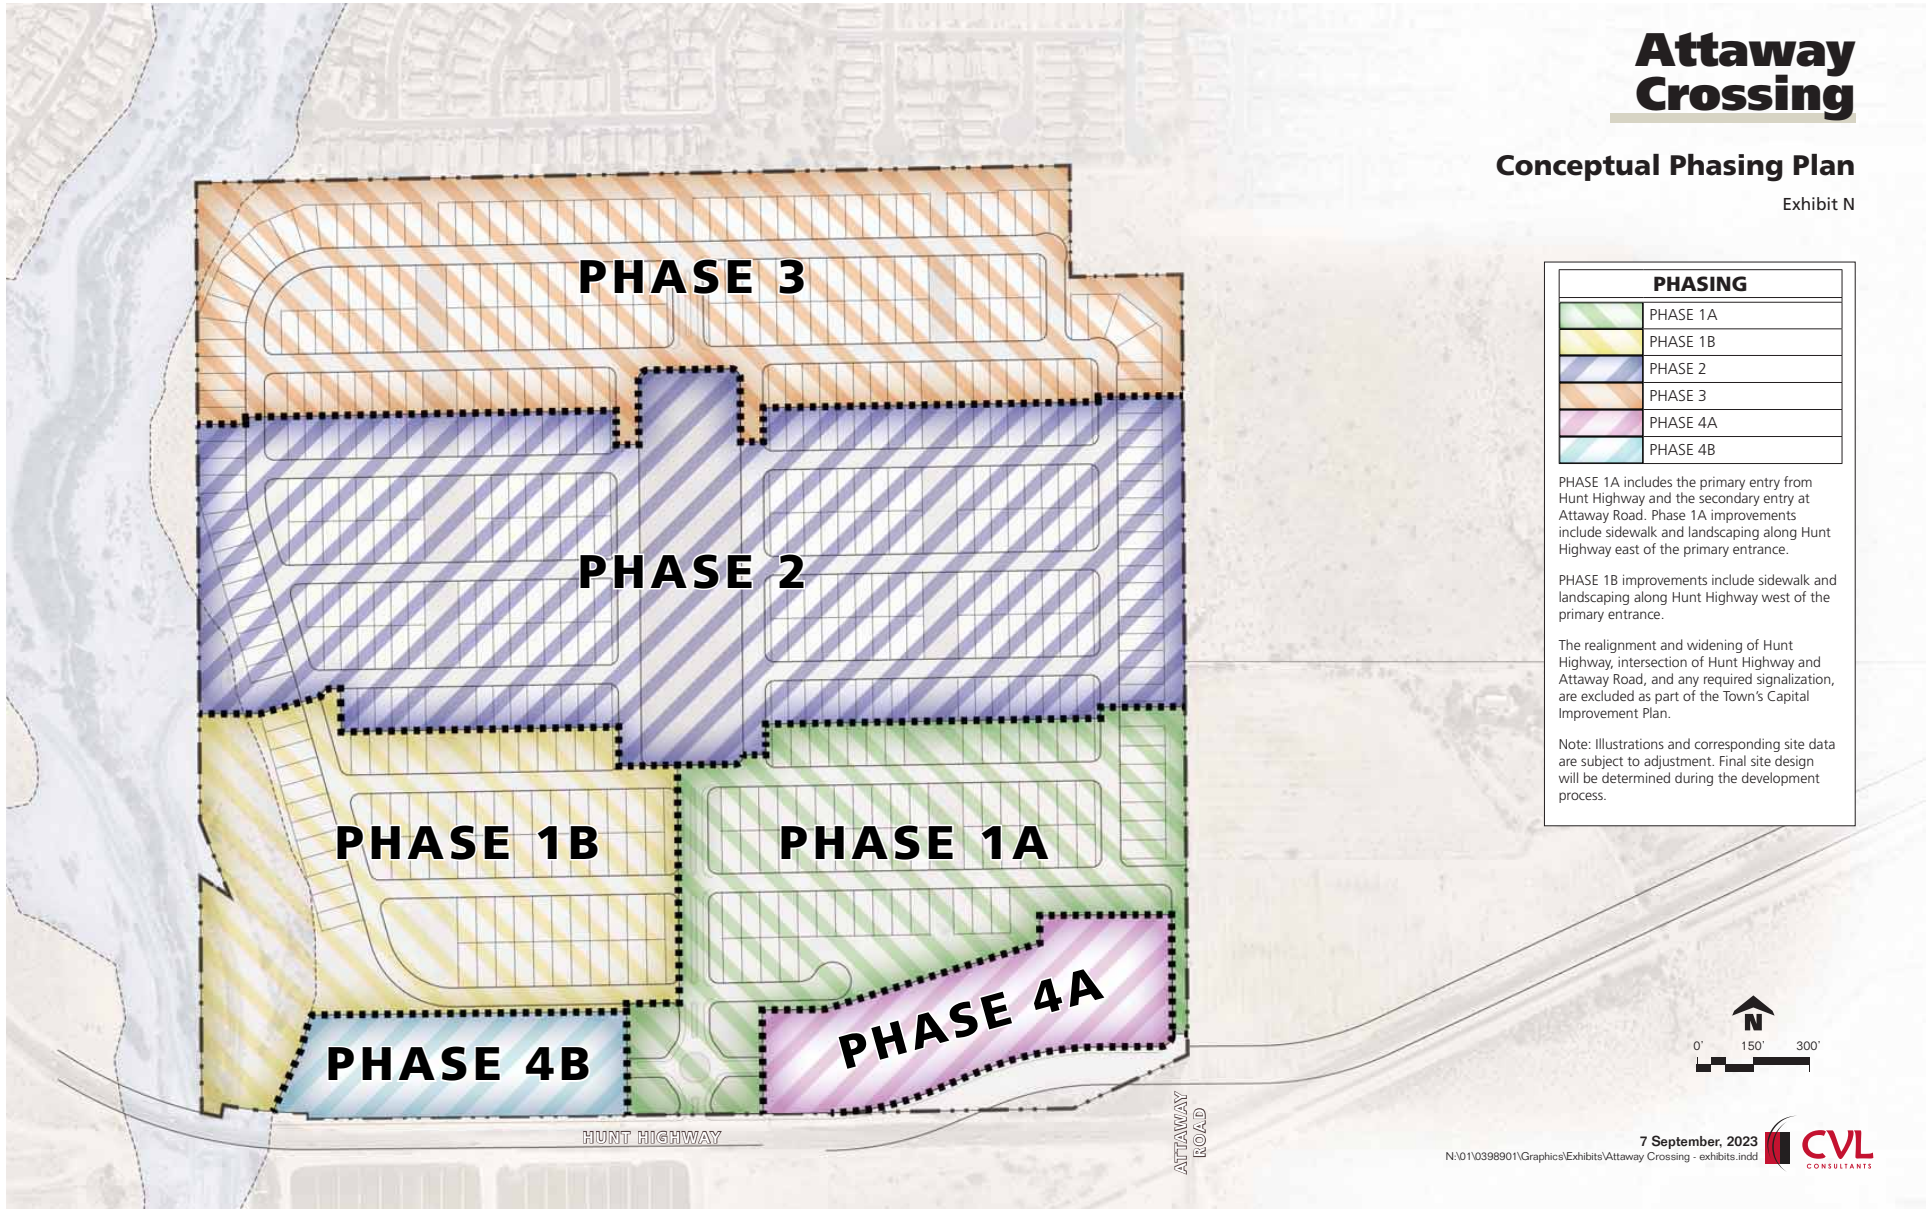 Attaway
Crossing
Conceptual Phasing Plan
Exhibit N
PHASING
PHASE 1A
PHASE 1B
PHASE 2
PHASE 3
PHASE 4A
PHASE 4B
PHASE 1A includes the primary entry from
Hunt Highway and the secondary entry at
Attaway Road. Phase 1A improvements
include sidewalk and landscaping along Hunt
Highway east of the primary entrance.
PHASE 1B improvements include sidewalk and
landscaping along Hunt Highway west of the
primary entrance.
The realignment and widening of Hunt
Highway, intersection of Hunt Highway and
Attaway Road, and any required signalization,
are excluded as part of the Town's Capital
Improvement Plan.
Note: Illustrations and corresponding site data
are subject to adjustment. Final site design
will be determined during the development
process.
PHASE 3
PHASE 2
PHASE 1B
PHASE 1A
PHASE 4A
PHASE 4B
HUNT HIGHWAY
ATTAWAY
ROAD
N
0' 150' 300'
7 September, 2023
N:\01\0398901\Graphics\Exhibits\Attaway Crossing - exhibits.indd
CVL
CONSULTANTS